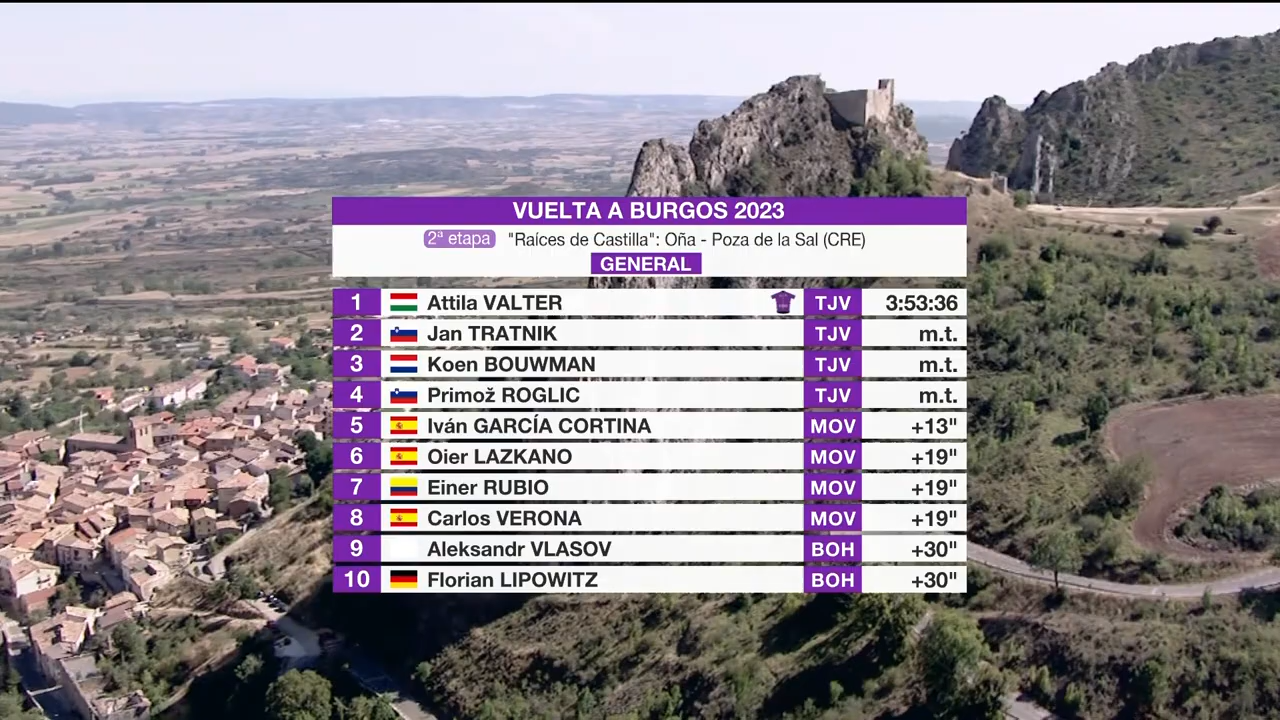 VUELTA A BURGOS 2023
2ª etapa "Raíces de Castilla": Oña - Poza de la Sal (CRE)
GENERAL
1 Attila VALTER TJV 3:53:36
2 Jan TRATNIK TJV m.t.
3 Koen BOUWMAN TJV m.t.
4 Primož ROGLIC TJV m.t.
5 Iván GARCÍA CORTINA MOV +13"
6 Oier LAZKANO MOV +19"
7 Einer RUBIO MOV +19"
8 Carlos VERONA MOV +19"
9 Aleksandr VLASOV BOH +30"
10 Florian LIPOWITZ BOH +30"